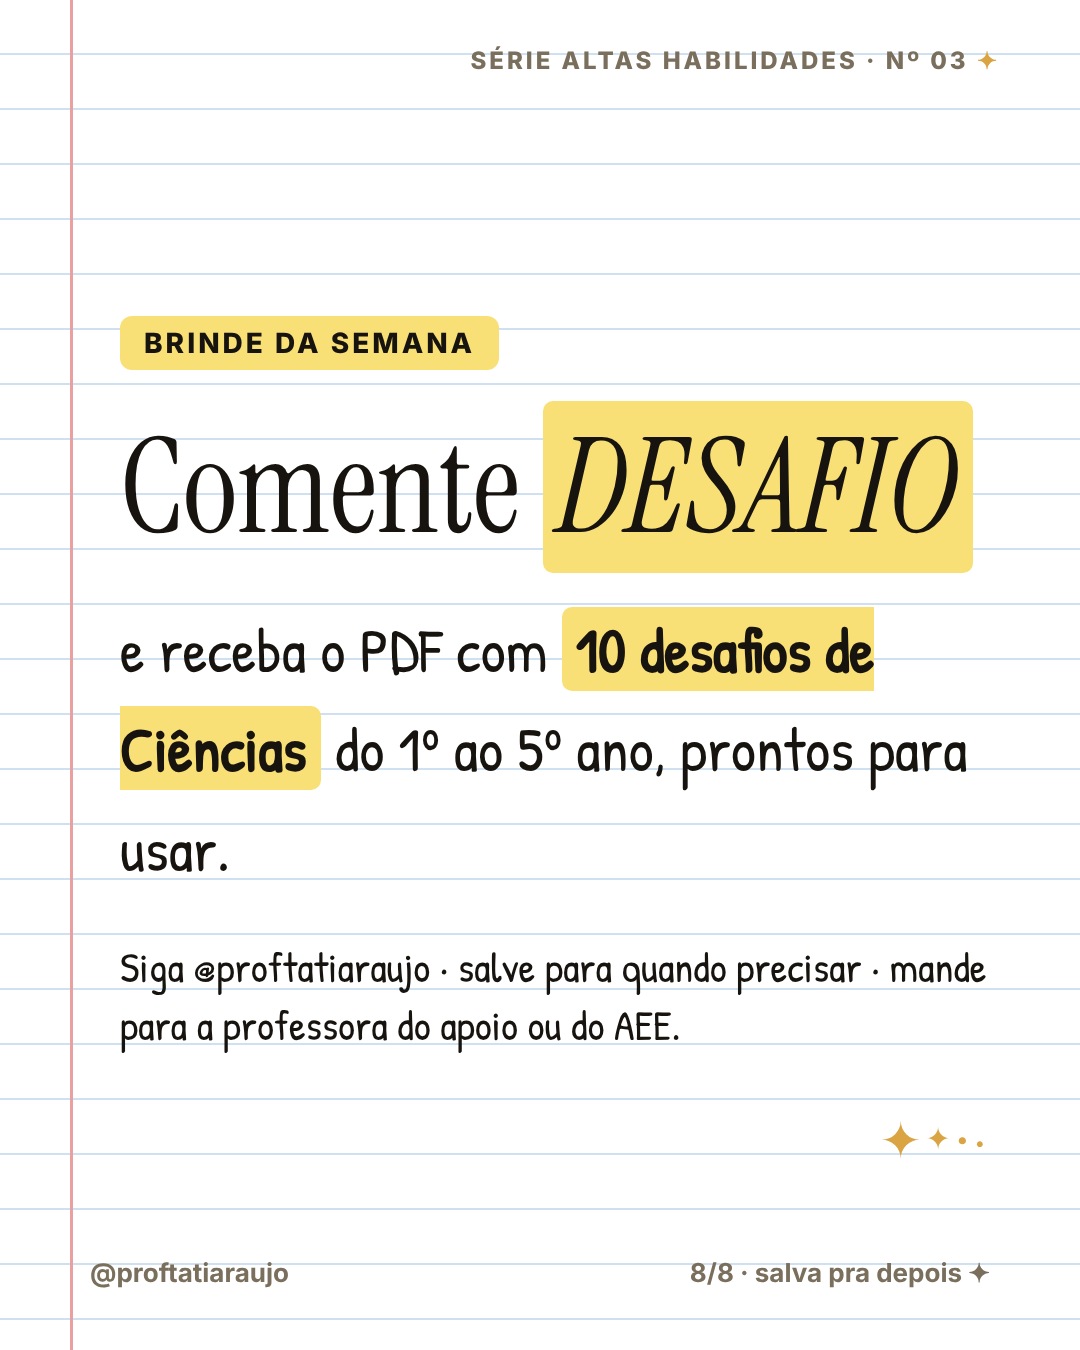 SÉRIE ALTAS HABILIDADES · Nº 03 ✦
BRINDE DA SEMANA
Comente DESAFIO
e receba o PDF com 10 desafios de
Ciências do 1º ao 5º ano, prontos para
usar.
Siga @proftatiaraujo · salve para quando precisar · mande
para a professora do apoio ou do AEE.
@proftatiaraujo
8/8 · salva pra depois ✦